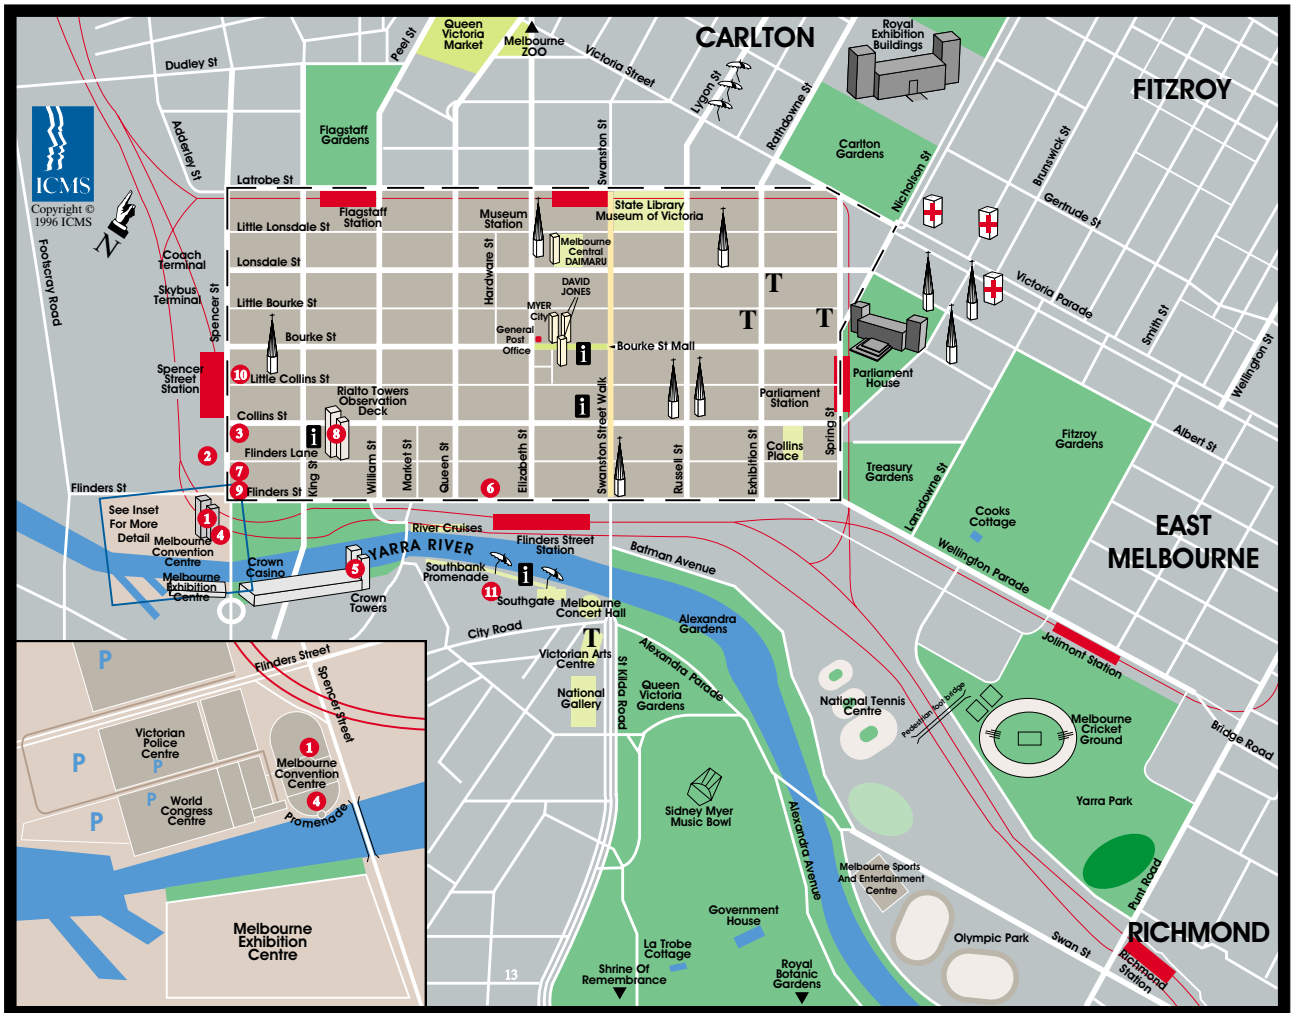 Queen
Victoria
Market
Melbourne
ZOO
Peel St
Victoria Street
CARLTON
Lygon St
Rathdowne St
Royal
Exhibition
Buildings
FITZROY
Dudley St
Adderley St
ICMS
Copyright ©
1996 ICMS
N
Flagstaff
Gardens
Swanston St
Carlton
Gardens
Nicholson St
Brunswick St
Gertrude St
Latrobe St
Flagstaff
Station
Museum
Station
State Library
Museum of Victoria
Little Lonsdale St
Hardware St
Melbourne
Central
DAIMARU
Footscray Road
Coach
Terminal
Skybus
Terminal
Spencer St
Lonsdale St
Little Bourke St
DAVID
JONES
MYER
City
General
Post
Office
T
T
T
Victoria Parade
Smith St
Wellington St
Bourke St
i
Bourke St Mall
Spencer
Street
Station
10
Little Collins St
Rialto Towers
Observation
Deck
Parliament
House
Parliament
Station
Collins St
3
i
8
i
Swanston Street Walk
Spring St
Collins
Place
Fitzroy
Gardens
Albert St
2
Flinders Lane
7
9
Flinders St
Flinders St
King St
William St
Market St
Queen St
Elizabeth St
6
Russell St
Exhibition St
Treasury
Gardens
Lansdowne St
Cooks
Cottage
EAST
MELBOURNE
See Inset
For More
Detail
1
4
Melbourne
Convention
Centre
Melbourne
Exhibition
Centre
Crown
Casino
5
Crown
Towers
YARRA RIVER
River Cruises
Flinders Street
Station
Southbank
Promenade
i
11
Southgate
Melbourne
Concert Hall
Batman Avenue
Wellington Parade
Jolimont Station
City Road
T
Victorian Arts
Centre
National
Gallery
St Kilda Road
Alexandra
Gardens
Alexandra Parade
Queen
Victoria
Gardens
National Tennis
Centre
Pedestrian foot bridge
Melbourne
Cricket
Ground
Bridge Road
Yarra Park
Sidney Myer
Music Bowl
Alexandra Avenue
Melbourne Sports
And Entertainment
Centre
Punt Road
RICHMOND
Richmond
Station
Swan St
Olympic Park
Government
House
La Trobe
Cottage
Shrine Of
Remembrance
Royal
Botanic
Gardens
13
Flinders Street
Spencer Street
P
Victorian
Police
Centre
P
P
P
P
World
Congress
Centre
1
Melbourne
Convention
Centre
4
Promenade
Melbourne
Exhibition
Centre